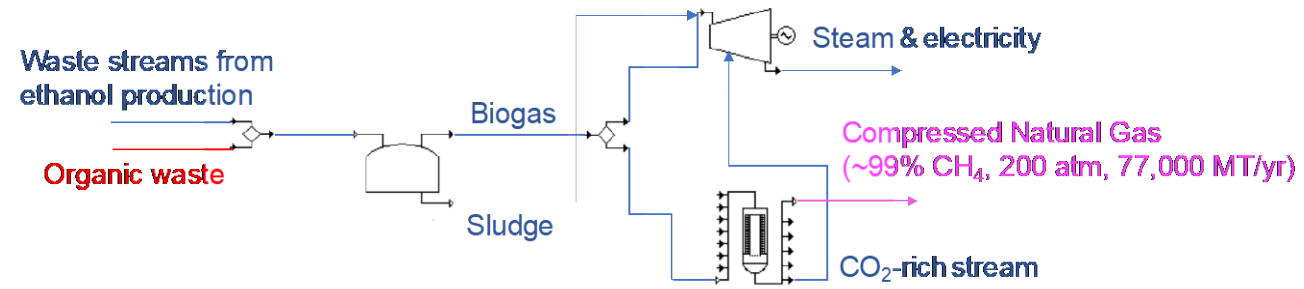 Steam & electricity
Waste streams from
ethanol production
Biogas
Compressed Natural Gas
(~99% CH₄, 200 atm, 77,000 MT/yr)
Organic waste
Sludge
CO₂-rich stream